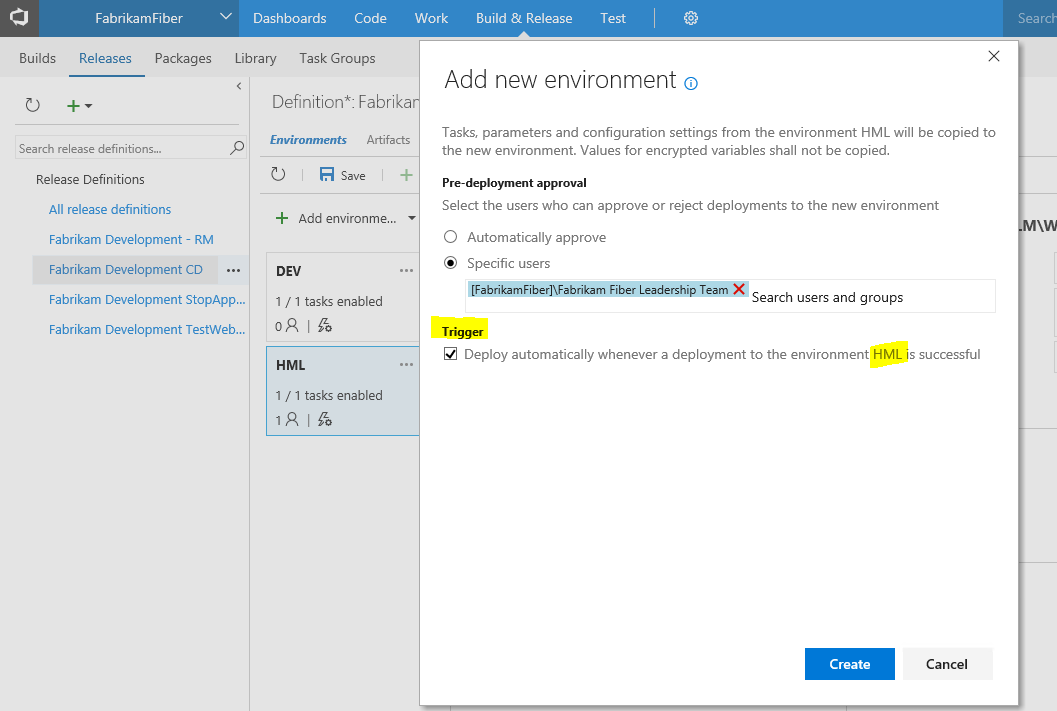 FabrikamFiber
Dashboards Code Work Build & Release Test
Search
Builds Releases Packages Library Task Groups
Search release definitions...
Release Definitions
All release definitions
Fabrikam Development - RM
Fabrikam Development CD ...
Fabrikam Development StopApp...
Fabrikam Development TestWeb...
Definition*: Fabrikam
Environments Artifacts
Save
Add environme...
DEV ...
1 / 1 tasks enabled
0
HML ...
1 / 1 tasks enabled
1
Add new environment
Tasks, parameters and configuration settings from the environment HML will be copied to
the new environment. Values for encrypted variables shall not be copied.
Pre-deployment approval
Select the users who can approve or reject deployments to the new environment
Automatically approve
Specific users
[FabrikamFiber]\Fabrikam Fiber Leadership Team Search users and groups
Trigger
Deploy automatically whenever a deployment to the environment HML is successful
Create Cancel